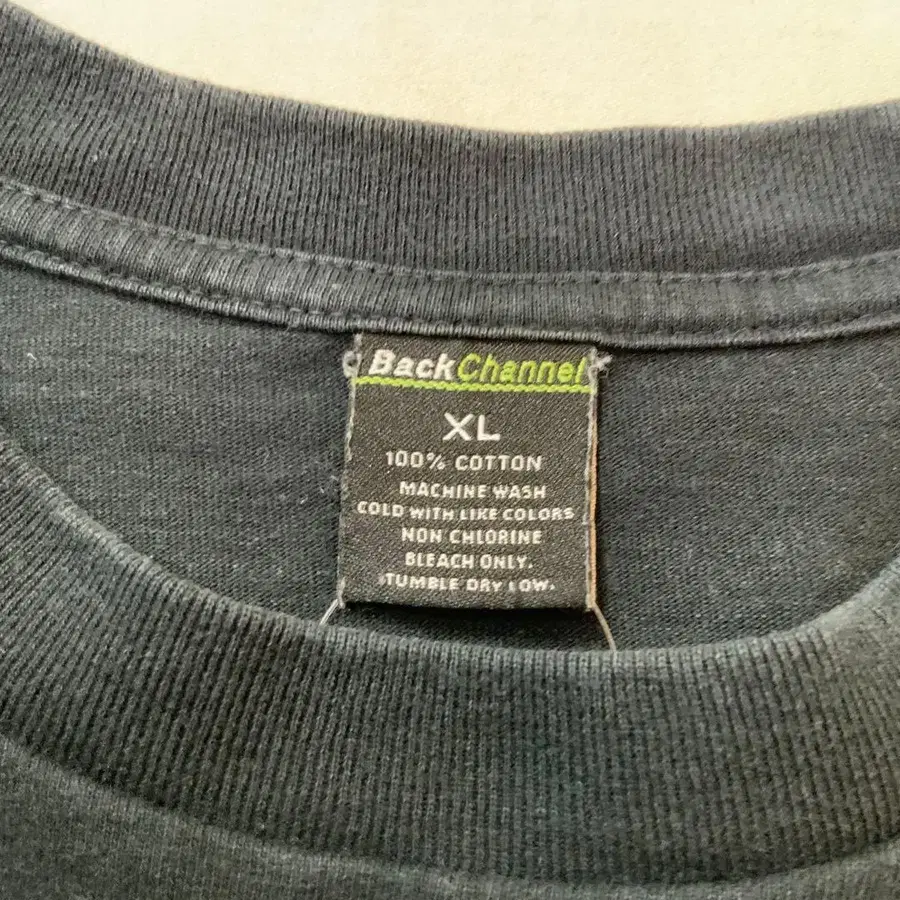 BackChannel
XL
100% COTTON
MACHINE WASH
COLD WITH LIKE COLORS
NON CHLORINE
BLEACH ONLY.
TUMBLE DRY LOW.